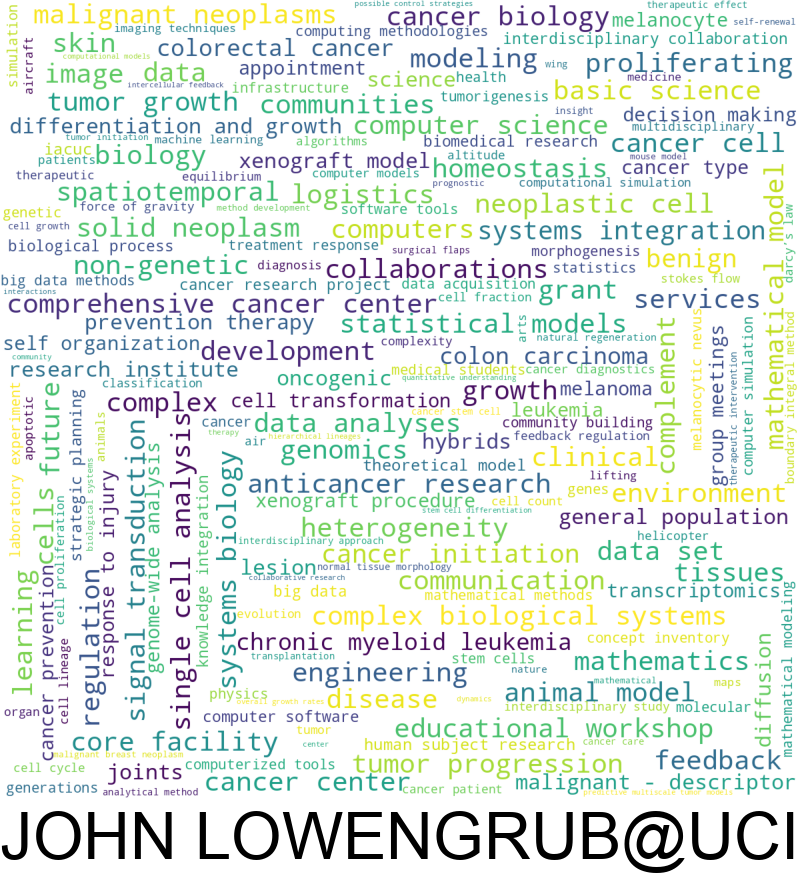 possible control strategies
therapeutic effect
malignant neoplasms
cancer biology
melanocyte
self-renewal
simulation
aircraft
imaging techniques
computing methodologies
interdisciplinary collaboration
skin
colorectal cancer
modeling
wing
proliferating
computational models
image data
appointment
science
health
medicine
intercellular feedback
infrastructure
basic science
tumor growth
communities
tumorigenesis
insight
decision making
differentiation and growth
computer science
multidisciplinary
tumor initiation
machine learning
algorithms
biomedical research
cancer cell
iacuc
biology
patients
xenograft model
altitude
homeostasis
mouse model
cancer type
therapeutic
equilibrium
computer models
prognostic
computational simulation
spatiotemporal
logistics
neoplastic cell
mathematical model
genetic
force of gravity
method development
software tools
darcy's law
cell growth
solid neoplasm
computers
systems integration
biological process
treatment response
surgical flaps
morphogenesis
benign
non-genetic
diagnosis
collaborations
statistics
big data methods
cancer research project
data acquisition
stokes flow
interactions
cell fraction
grant
services
comprehensive cancer center
prevention therapy
statistical models
arts
natural regeneration
complement
melanocytic nevus
group meetings
computer simulation
boundary integral method
self organization
development
complexity
colon carcinoma
community
research institute
medical students
cancer diagnostics
therapeutic intervention
classification
oncogenic
quantitative understanding
growth
melanoma
complex
cell transformation
cancer stem cell
leukemia
laboratory experiment
apoptotic
cells future
strategic planning
animals
cancer
data analyses
community building
therapy
air
hierarchical lineages
hybrids
feedback regulation
signal transduction
genome-wide analysis
single cell analysis
genomics
clinical
theoretical model
lifting
biological systems
response to injury
knowledge integration
systems biology
anticancer research
genes
environment
xenograft procedure
cell count
stem cell differentiation
general population
cell proliferation
heterogeneity
helicopter
interdisciplinary approach
cancer initiation
data set
learning
cancer prevention
regulation
lesion
normal tissue morphology
tissues
collaborative research
communication
big data
mathematical methods
transcriptomics
mathematical modeling
evolution
complex biological systems
cell lineage
chronic myeloid leukemia
concept inventory
diffusion
transplantation
stem cells
mathematics
engineering
nature
mathematical
physics
overall growth rates
disease
dynamics
animal model
maps
organ
computer software
interdisciplinary study
molecular
tumor
educational workshop
core facility
center
human subject research
cancer care
feedback
malignant breast neoplasm
cell cycle
joints
computerized tools
tumor progression
generations
analytical method
cancer center
cancer patient
malignant - descriptor
predictive multiscale tumor models
JOHN LOWENGRUB@UCI